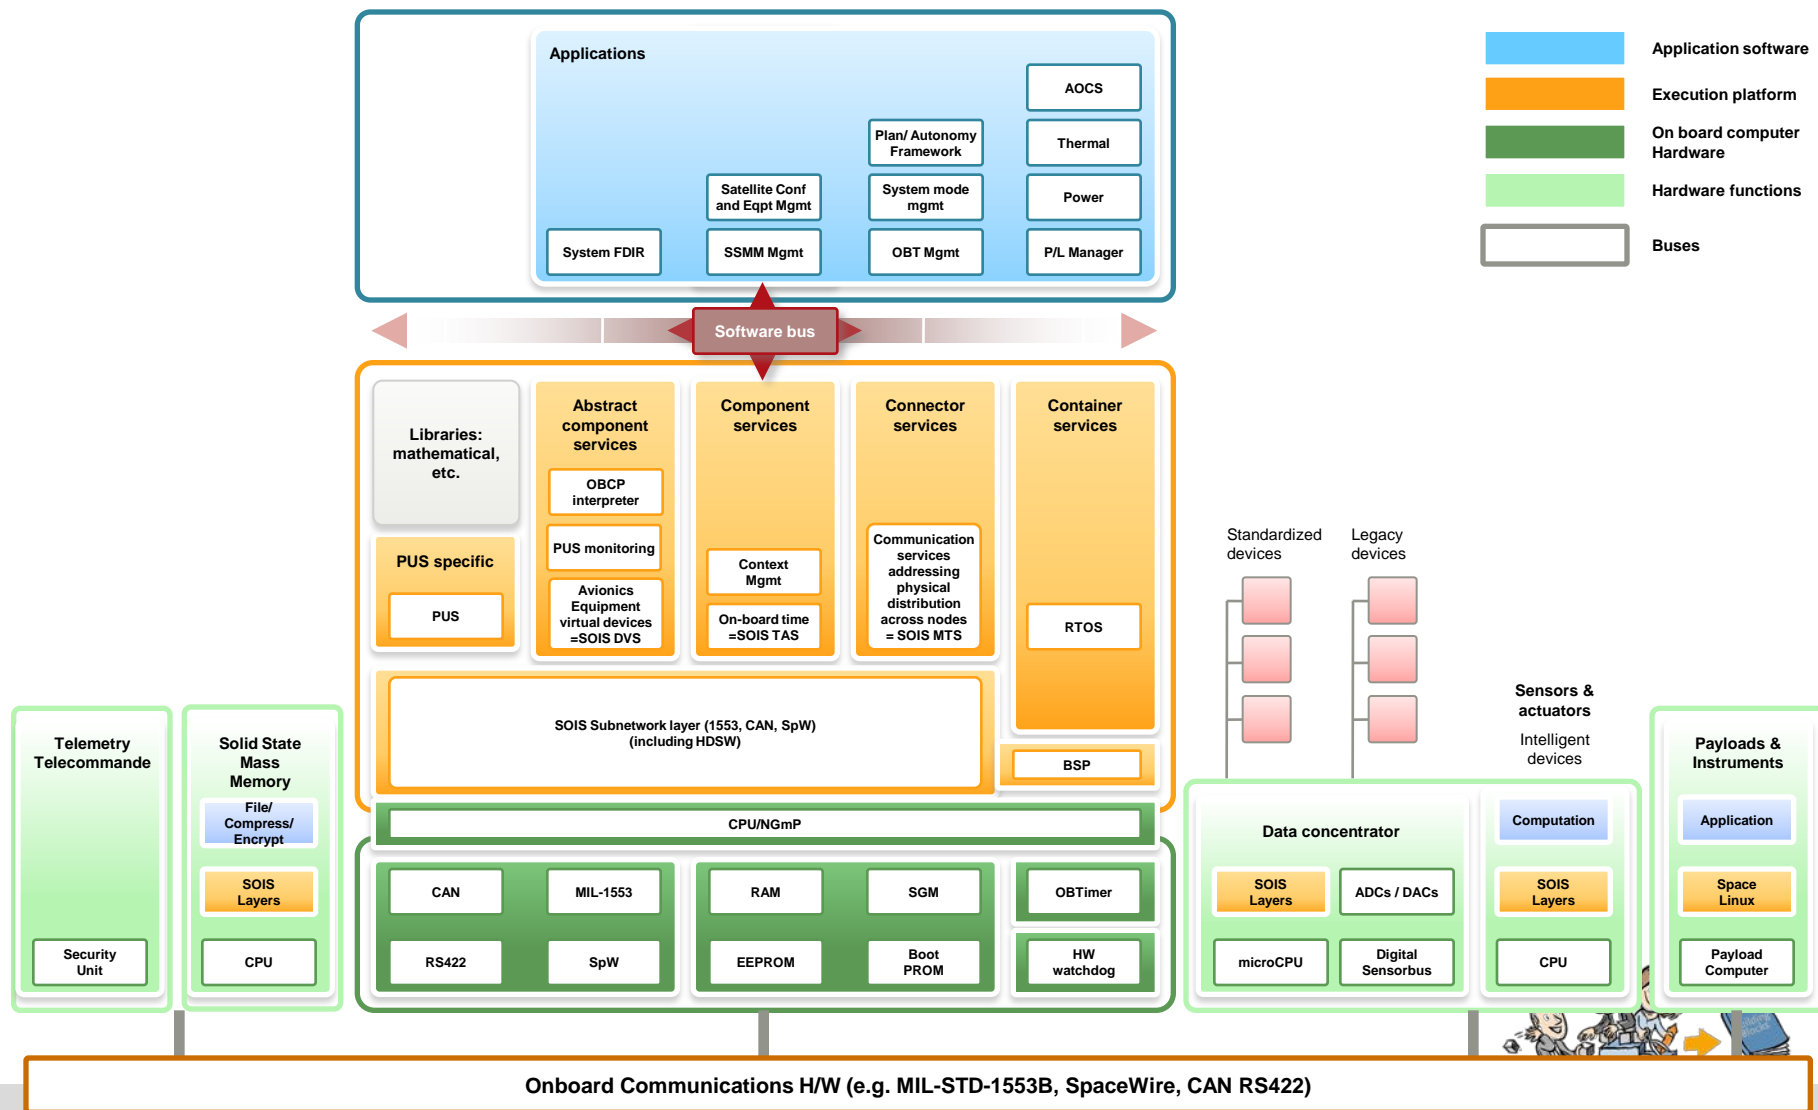 Applications
AOCS
Plan/ Autonomy
Framework
Thermal
Satellite Conf
and Eqpt Mgmt
System mode
mgmt
Power
System FDIR
SSMM Mgmt
OBT Mgmt
P/L Manager
Application software
Execution platform
On board computer
Hardware
Hardware functions
Buses
Software bus
Libraries:
mathematical,
etc.
PUS specific
PUS
Abstract
component
services
OBCP
interpreter
PUS monitoring
Avionics
Equipment
virtual devices
=SOIS DVS
Component
services
Context
Mgmt
On-board time
=SOIS TAS
Connector
services
Communication
services
addressing
physical
distribution
across nodes
= SOIS MTS
Container
services
RTOS
SOIS Subnetwork layer (1553, CAN, SpW)
(including HDSW)
BSP
CPU/NGmP
CAN
MIL-1553
RS422
SpW
RAM
SGM
EEPROM
Boot
PROM
OBTimer
HW
watchdog
Telemetry
Telecommande
Security
Unit
Solid State
Mass
Memory
File/
Compress/
Encrypt
SOIS
Layers
CPU
Standardized
devices
Legacy
devices
Sensors &
actuators
Intelligent
devices
Data concentrator
SOIS
Layers
ADCs / DACs
microCPU
Digital
Sensorbus
Computation
SOIS
Layers
CPU
Payloads &
Instruments
Application
Space
Linux
Payload
Computer
Building
Blocks
Onboard Communications H/W (e.g. MIL-STD-1553B, SpaceWire, CAN RS422)